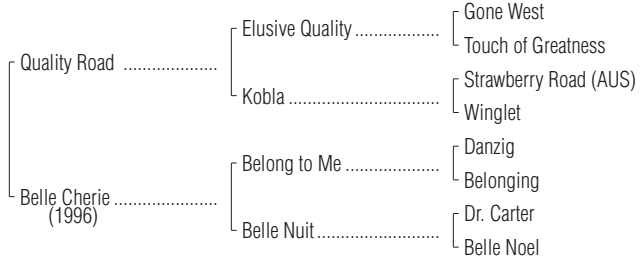 Gone West
Elusive Quality ....................
Touch of Greatness
Quality Road ......................
Strawberry Road (AUS)
Kobla ....................................
Winglet
Danzig
Belong to Me ......................
Belonging
Belle Cherie ........................
(1996)
Dr. Carter
Belle Nuit .............................
Belle Noel